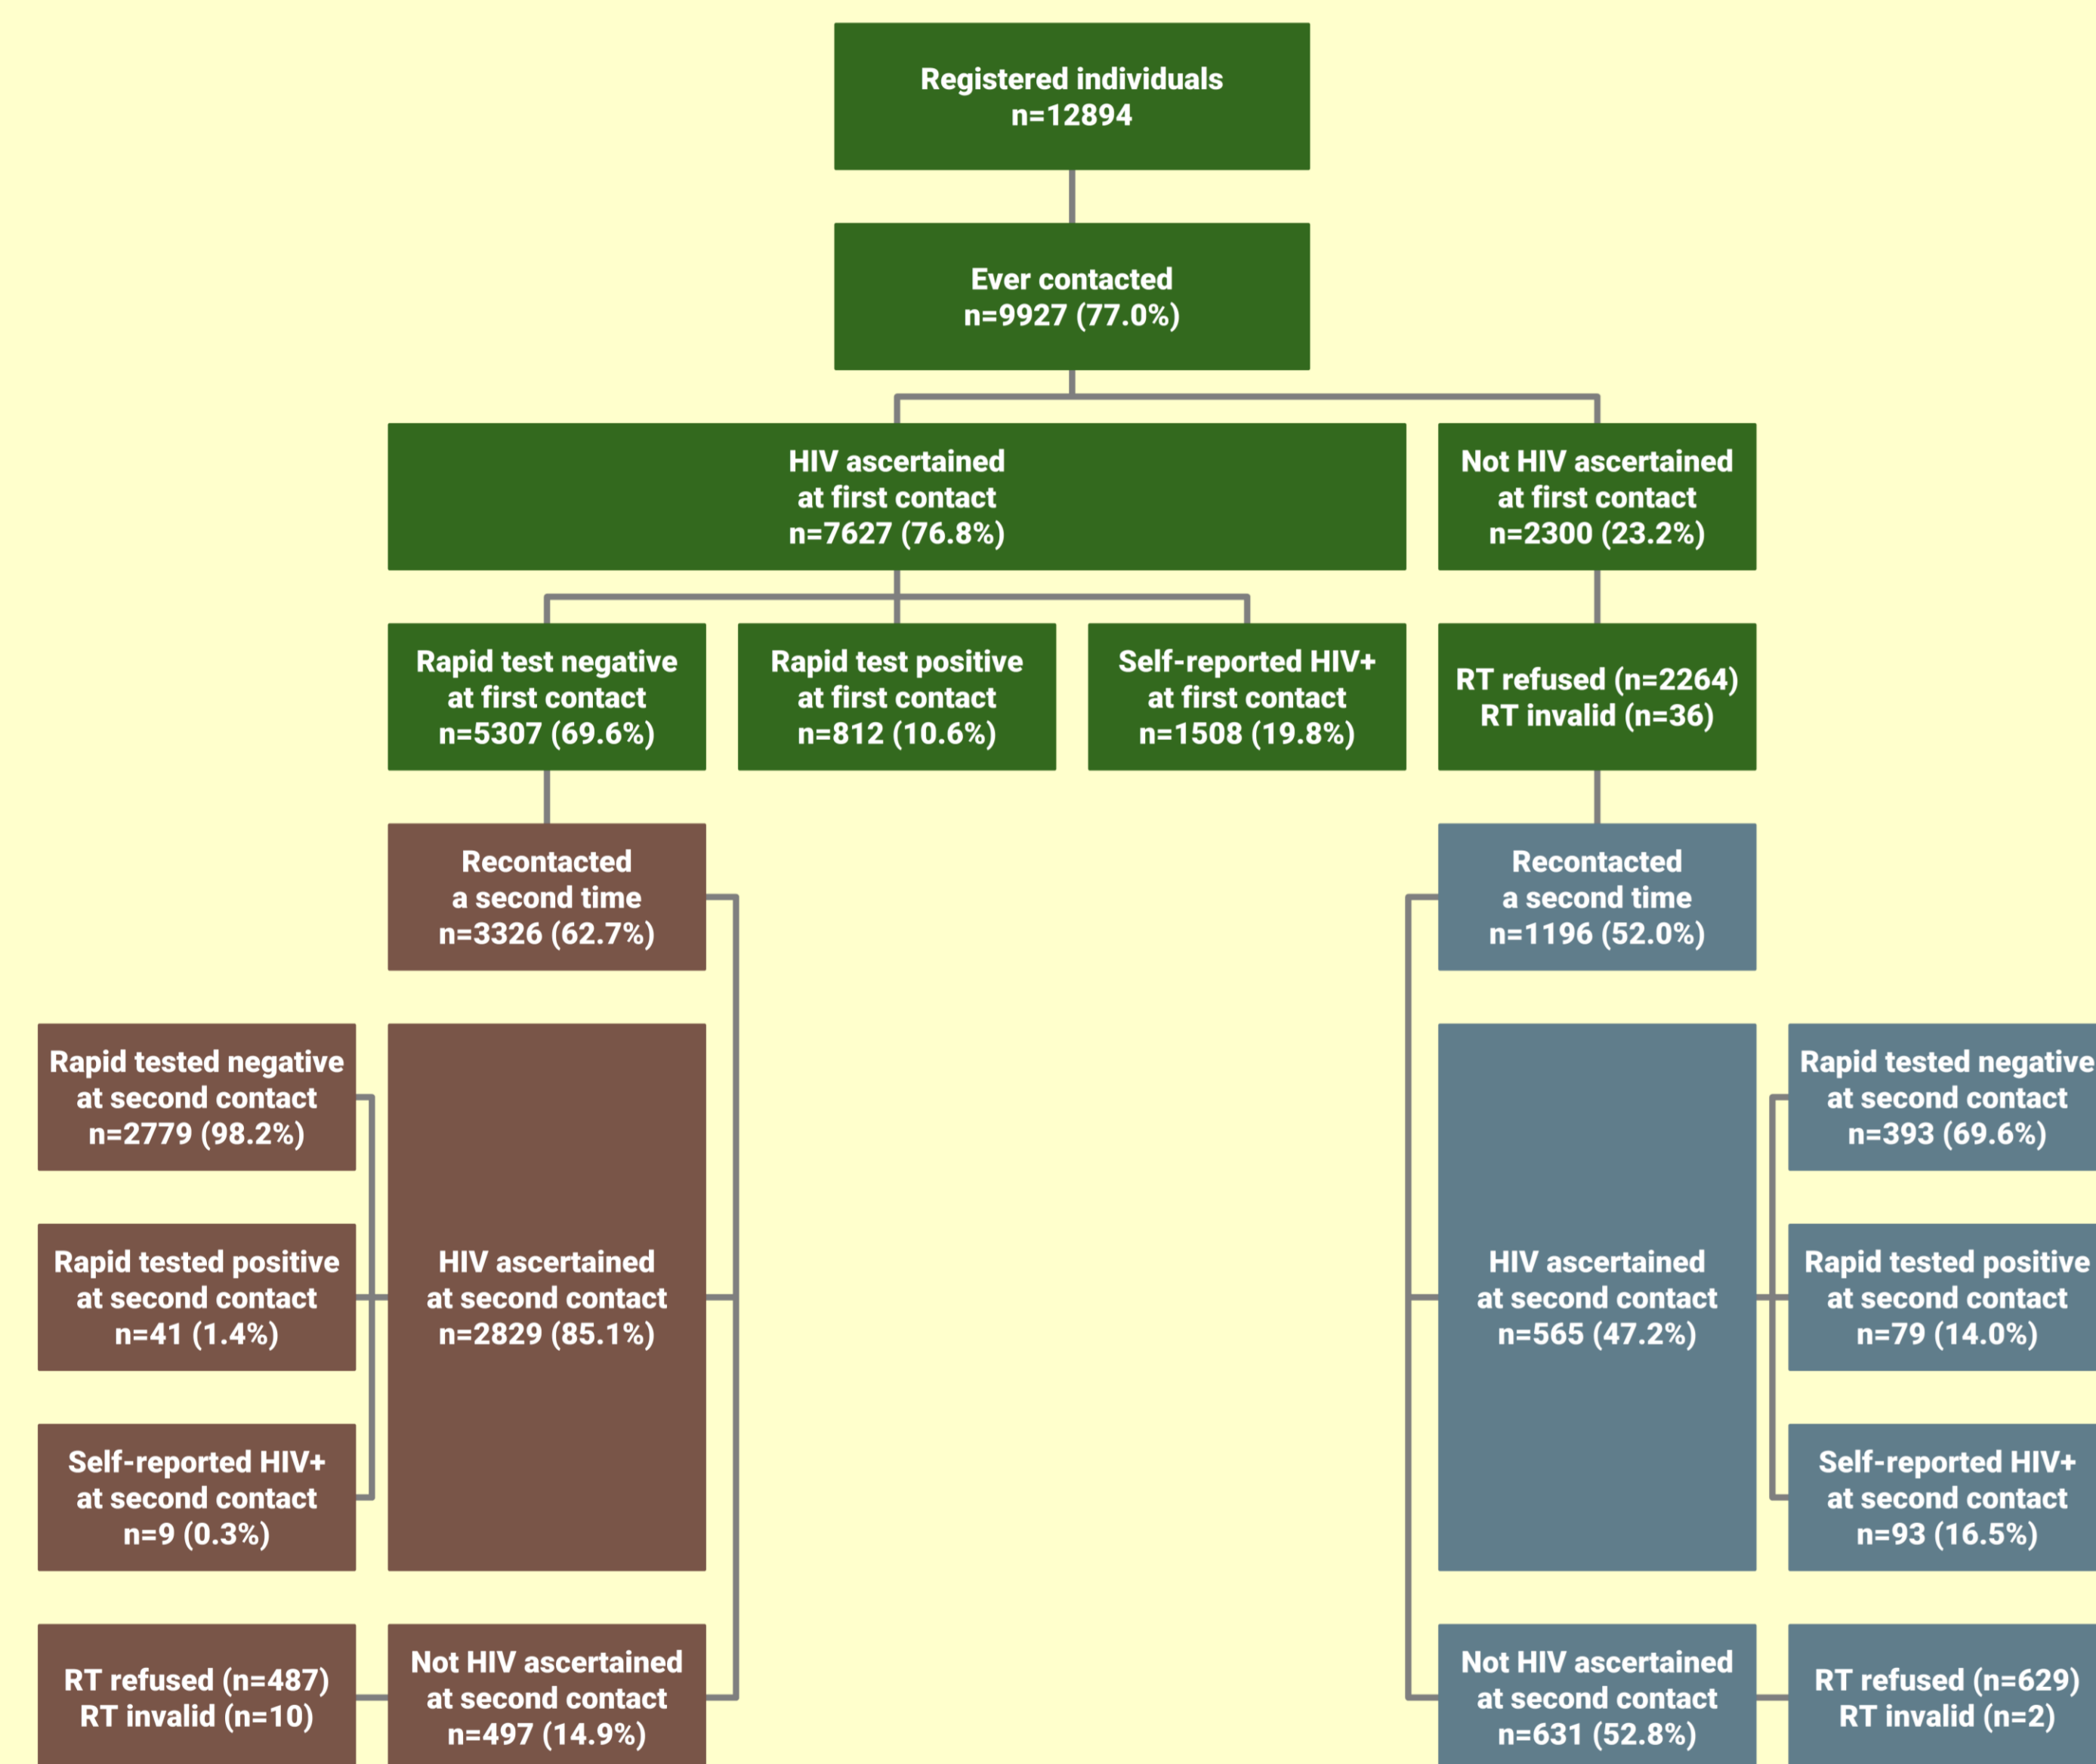 Registered individuals
n=12894
Ever contacted
n=9927 (77.0%)
HIV ascertained
at first contact
n=7627 (76.8%)
Not HIV ascertained
at first contact
n=2300 (23.2%)
Rapid test negative
at first contact
n=5307 (69.6%)
Rapid test positive
at first contact
n=812 (10.6%)
Self-reported HIV+
at first contact
n=1508 (19.8%)
RT refused (n=2264)
RT invalid (n=36)
Recontacted
a second time
n=3326 (62.7%)
Recontacted
a second time
n=1196 (52.0%)
Rapid tested negative
at second contact
n=2779 (98.2%)
Rapid tested positive
at second contact
n=41 (1.4%)
Self-reported HIV+
at second contact
n=9 (0.3%)
HIV ascertained
at second contact
n=2829 (85.1%)
HIV ascertained
at second contact
n=565 (47.2%)
Rapid tested negative
at second contact
n=393 (69.6%)
Rapid tested positive
at second contact
n=79 (14.0%)
Self-reported HIV+
at second contact
n=93 (16.5%)
RT refused (n=487)
RT invalid (n=10)
Not HIV ascertained
at second contact
n=497 (14.9%)
Not HIV ascertained
at second contact
n=631 (52.8%)
RT refused (n=629)
RT invalid (n=2)